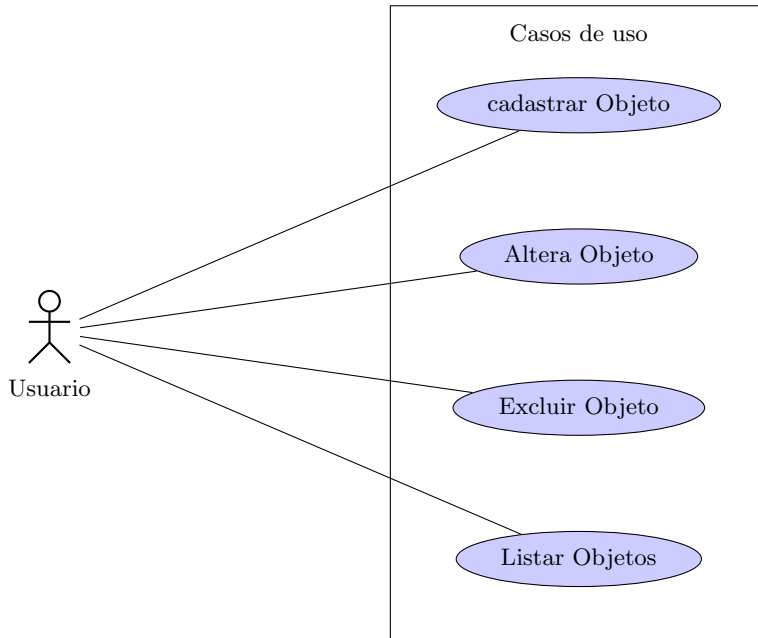 Casos de uso
cadastrar Objeto
Altera Objeto
Usuario
Excluir Objeto
Listar Objetos